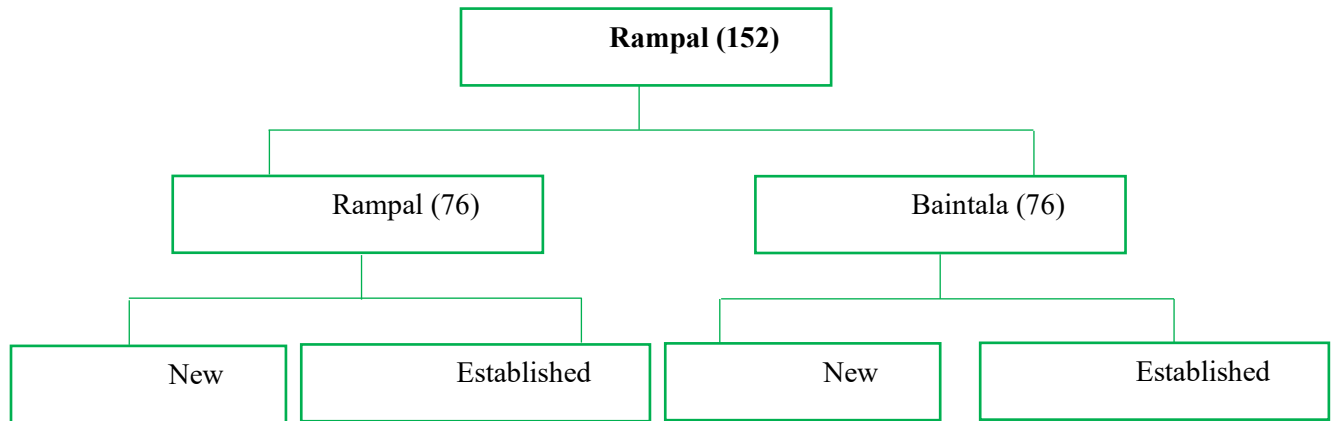 Rampal (152)
Rampal (76)
Baintala (76)
New
Established
New
Established